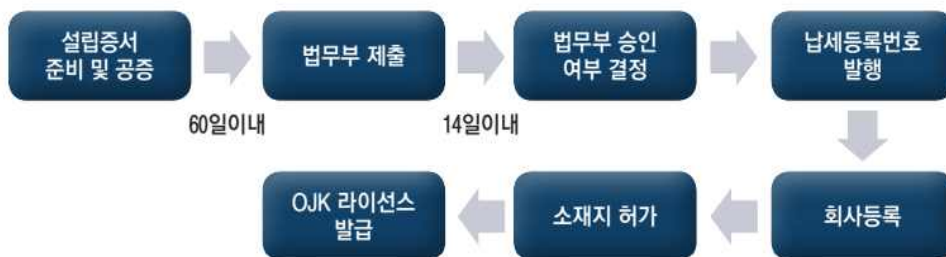 설립증서
준비 및 공증
법무부 제출
법무부 승인
여부 결정
납세등록번호
발행
60일이내
14일이내
OJK 라이선스
발급
소재지 허가
회사등록